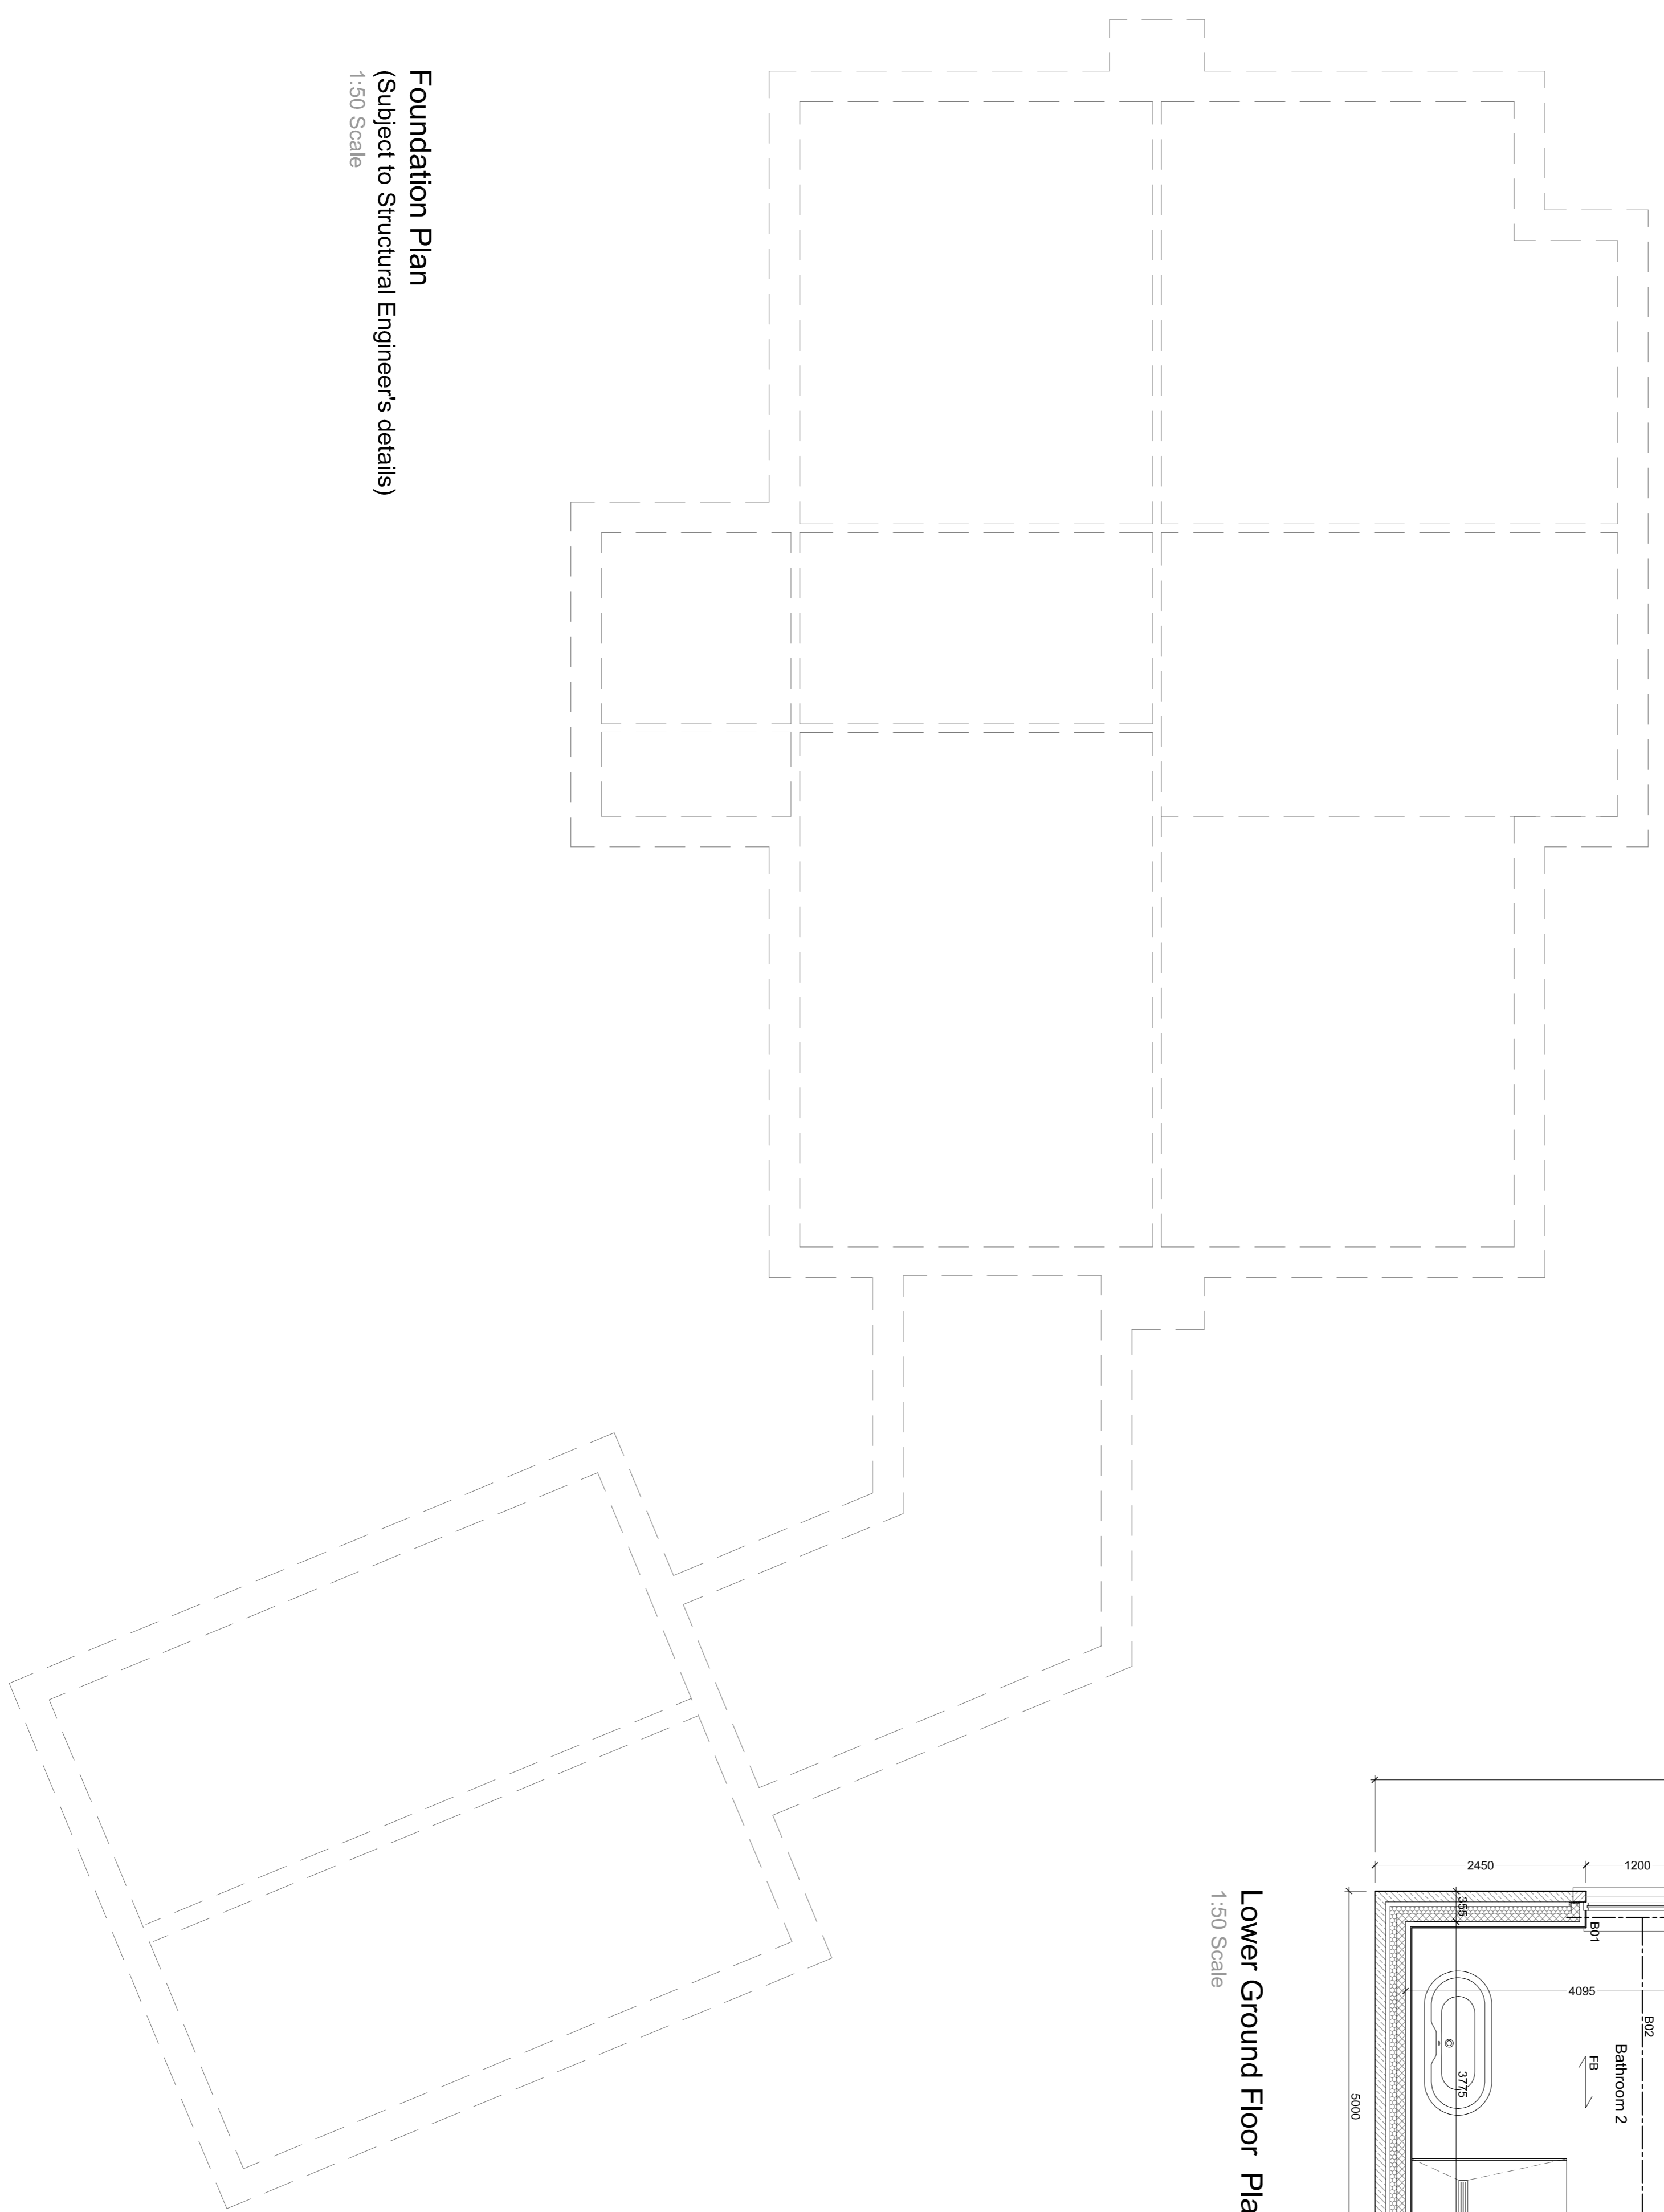 Foundation Plan
(Subject to Structural Engineer's details)
1:50 Scale
Lower Ground Floor Pla
1:50 Scale
2450
1200
355
B01
4095
B02
Bathroom 2
FB
3775
5000